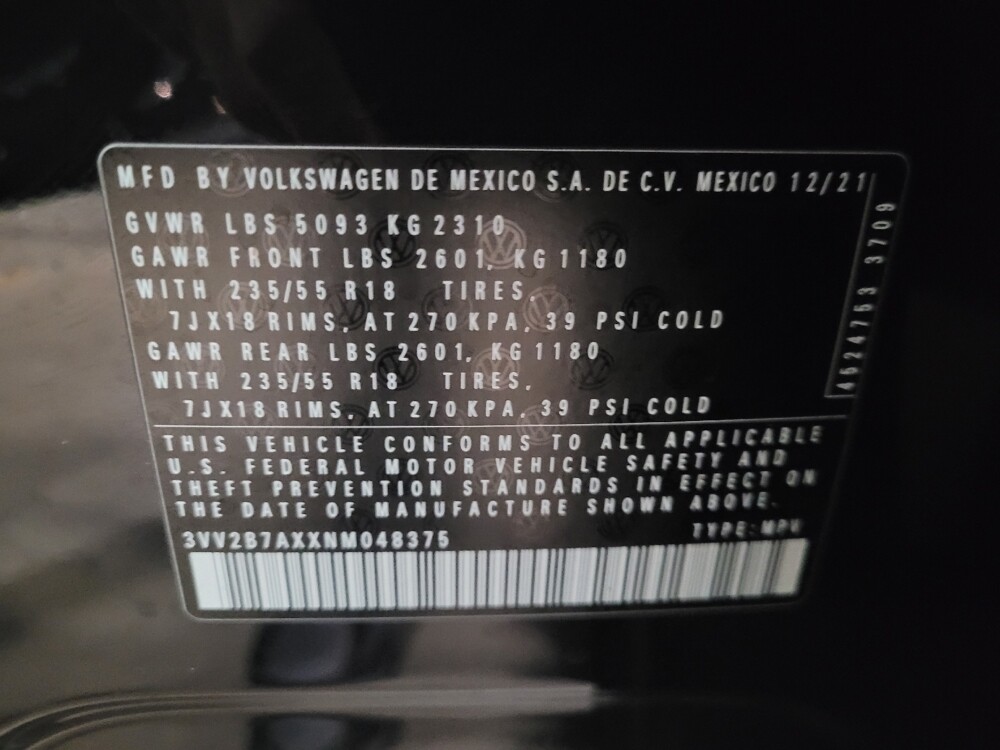 MFD BY VOLKSWAGEN DE MEXICO S.A. DE C.V. MEXICO 12/21
GVWR LBS 5093 KG 2310
GAWR FRONT LBS 2601, KG 1180
WITH 235/55 R18 TIRES,
7JX18 RIMS, AT 270 KPA, 39 PSI COLD
GAWR REAR LBS 2601, KG 1180
WITH 235/55 R18 TIRES,
7JX18 RIMS, AT 270 KPA, 39 PSI COLD
4524753 3709
THIS VEHICLE CONFORMS TO ALL APPLICABLE
U.S. FEDERAL MOTOR VEHICLE SAFETY AND
THEFT PREVENTION STANDARDS IN EFFECT ON
THE DATE OF MANUFACTURE SHOWN ABOVE.
3VV2B7AXXNM048375 TYPE: MPV